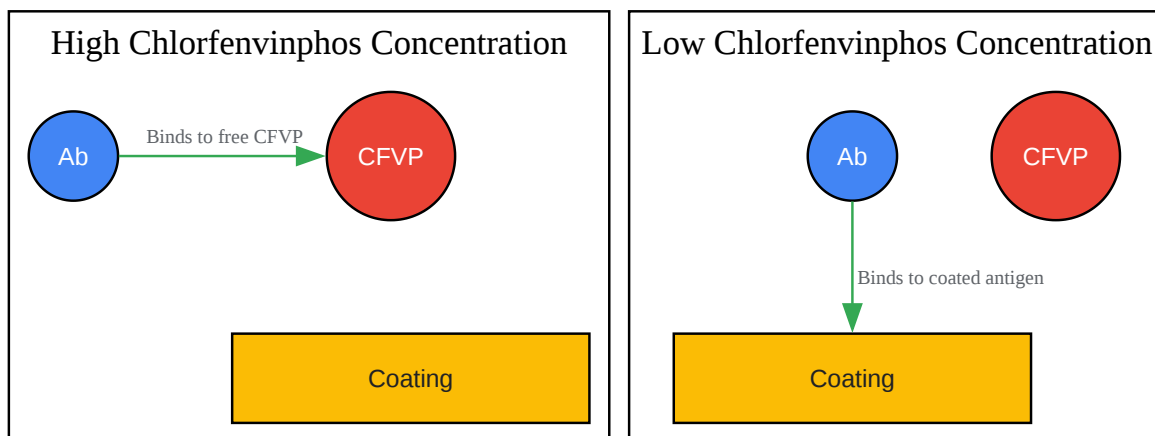 High Chlorfenvinphos Concentration
Ab
Binds to free CFVP
CFVP
Coating
Low Chlorfenvinphos Concentration
Ab
CFVP
Binds to coated antigen
Coating